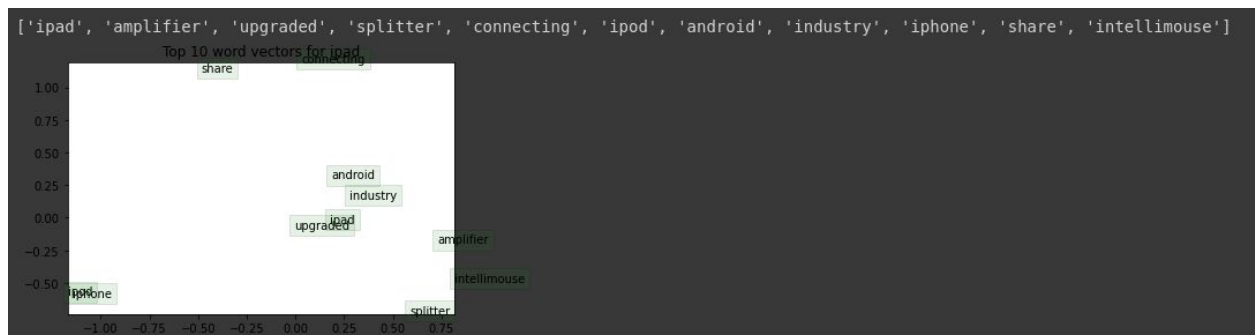 ['ipad', 'amplifier', 'upgraded', 'splitter', 'connecting', 'ipod', 'android', 'industry', 'iphone', 'share', 'intellimouse']
Top 10 word vectors for ipad
connecting
share
1.00
0.75
0.50
android
0.25
industry
0.00
ipad
upgraded
amplifier
−0.25
intellimouse
−0.50
ipod
iphone
splitter
−1.00 −0.75 −0.50 −0.25 0.00 0.25 0.50 0.75